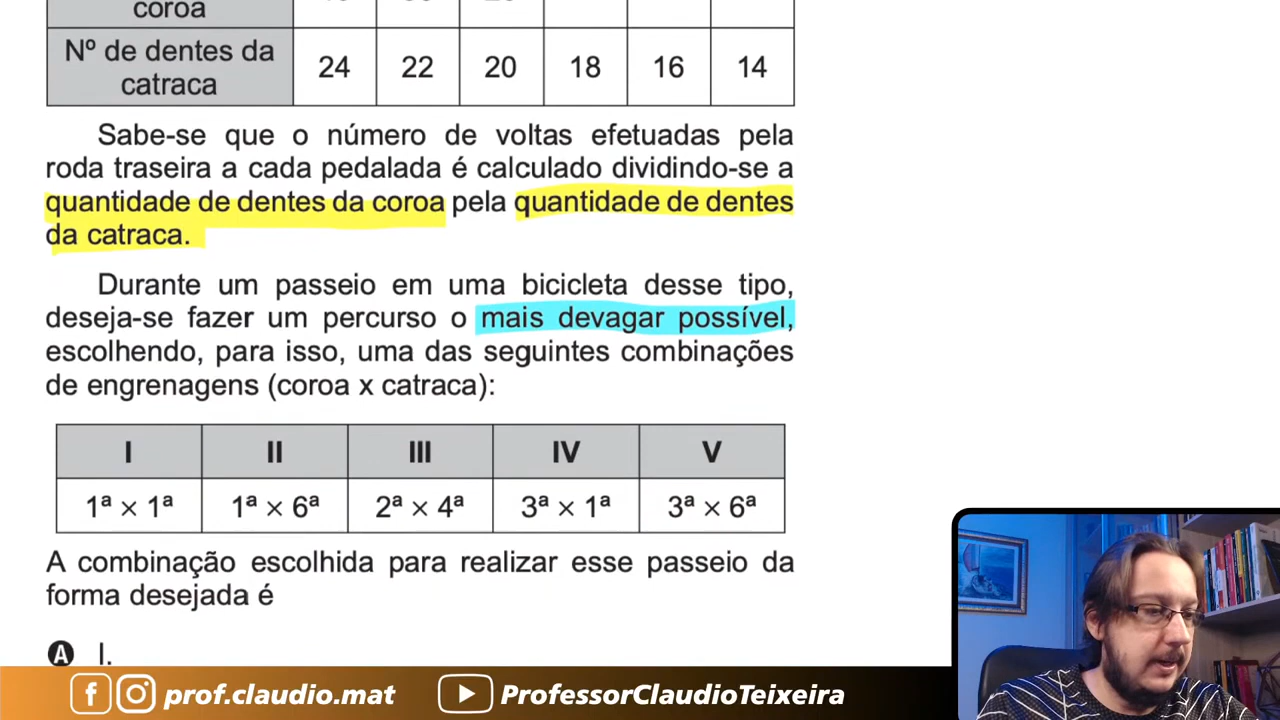 coroa
Nº de dentes da
catraca
24 22 20 18 16 14
Sabe-se que o número de voltas efetuadas pela
roda traseira a cada pedalada é calculado dividindo-se a
quantidade de dentes da coroa pela quantidade de dentes
da catraca.
Durante um passeio em uma bicicleta desse tipo,
deseja-se fazer um percurso o mais devagar possível,
escolhendo, para isso, uma das seguintes combinações
de engrenagens (coroa x catraca):
I II III IV V
1ª × 1ª 1ª × 6ª 2ª × 4ª 3ª × 1ª 3ª × 6ª
A combinação escolhida para realizar esse passeio da
forma desejada é
A I.
prof.claudio.mat ProfessorClaudioTeixeira